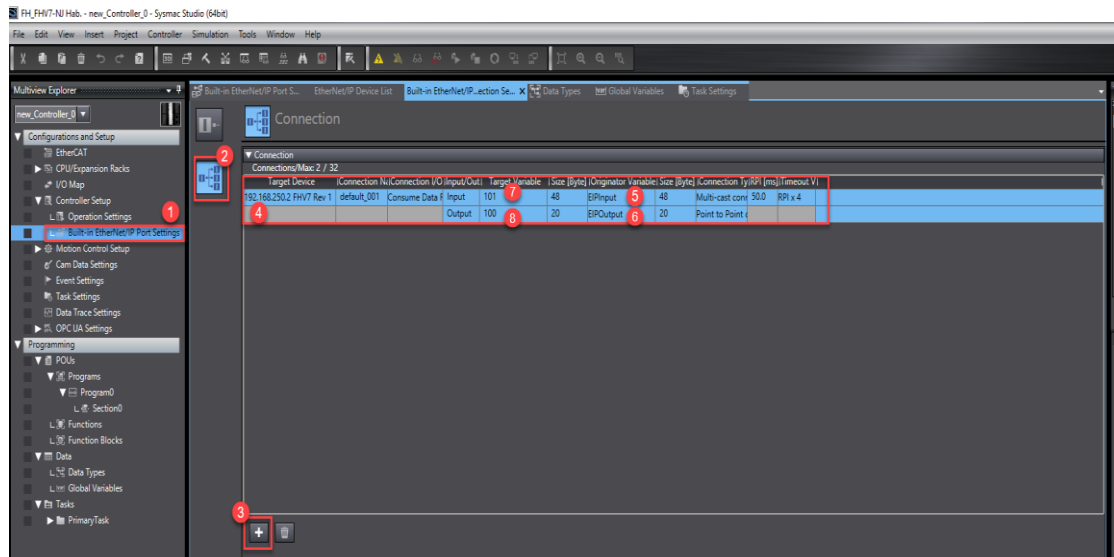 FH_FHV7-NJ Hab. - new_Controller_0 - Sysmac Studio (64bit)
File Edit View Insert Project Controller Simulation Tools Window Help
Multiview Explorer
Built-in EtherNet/IP Port S... EtherNet/IP Device List Built-in EtherNet/IP...ection Se... X Data Types Global Variables Task Settings
new_Controller_0
Connection
Configurations and Setup
EtherCAT
2
Connection
CPU/Expansion Racks
Connections/Max: 2 / 32
I/O Map
Target Device |Connection N |Connection I/O |Input/Out| Target Variable |Size [Byte] |Originator Variable| Size [Byte] |Connection Ty|RPI [ms]|Timeout V|
Controller Setup
192.168.250.2 FHV7 Rev 1 default_001 Consume Data F Input 101 7 48 EIPInput 5 48 Multi-cast conn 50.0 RPI x 4
Operation Settings 1
4 Output 100 8 20 EIPOutput 6 20 Point to Point c
Built-in EtherNet/IP Port Settings
Motion Control Setup
Cam Data Settings
Event Settings
Task Settings
Data Trace Settings
OPC UA Settings
Programming
POUs
Programs
Program0
Section0
Functions
Function Blocks
Data
Data Types
Global Variables
Tasks
PrimaryTask
3
+